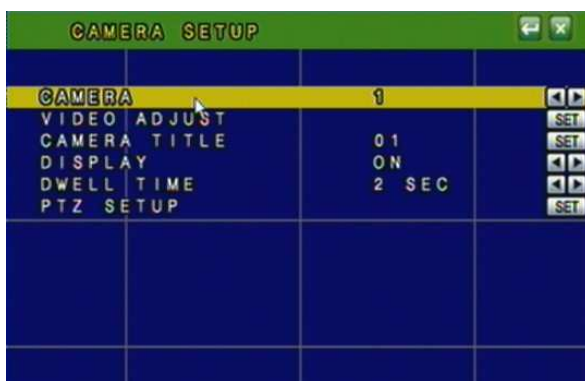 CAMERA SETUP
CAMERA 1
VIDEO ADJUST SET
CAMERA TITLE 01 SET
DISPLAY ON
DWELL TIME 2 SEC
PTZ SETUP SET